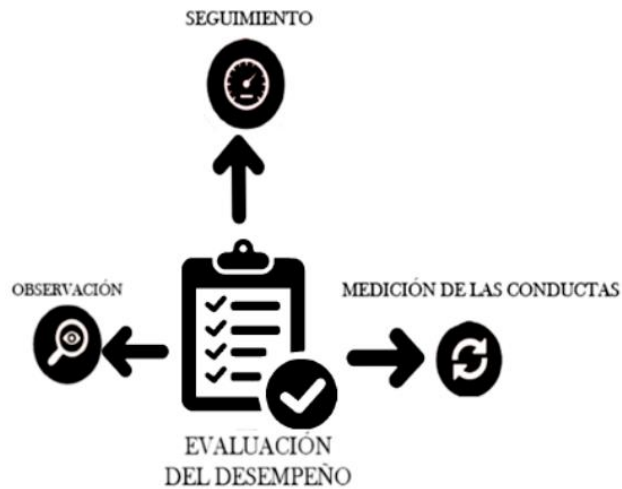 SEGUIMIENTO
OBSERVACIÓN
MEDICIÓN DE LAS CONDUCTAS
EVALUACIÓN
DEL DESEMPEÑO